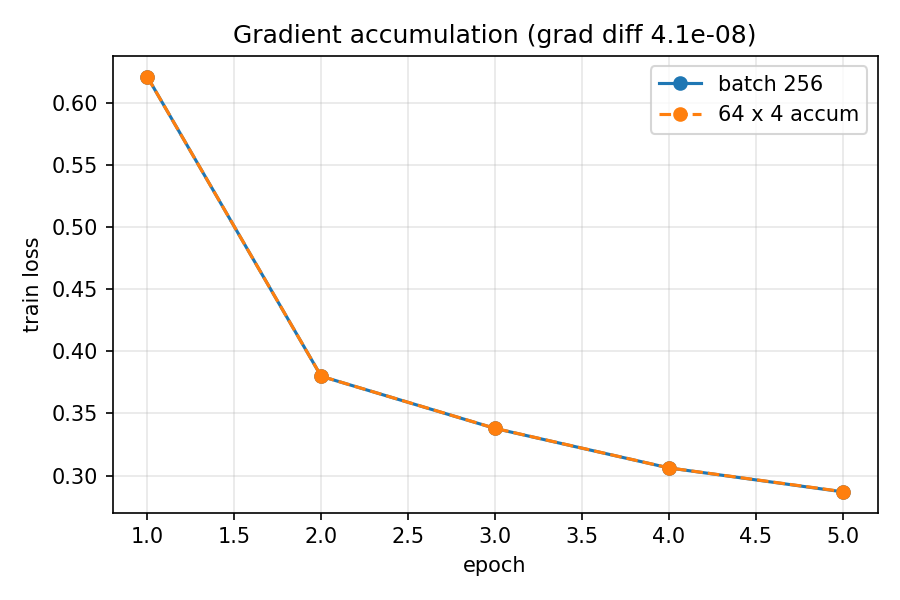 Gradient accumulation (grad diff 4.1e-08)
batch 256
64 x 4 accum
train loss
0.60
0.55
0.50
0.45
0.40
0.35
0.30
1.0 1.5 2.0 2.5 3.0 3.5 4.0 4.5 5.0
epoch